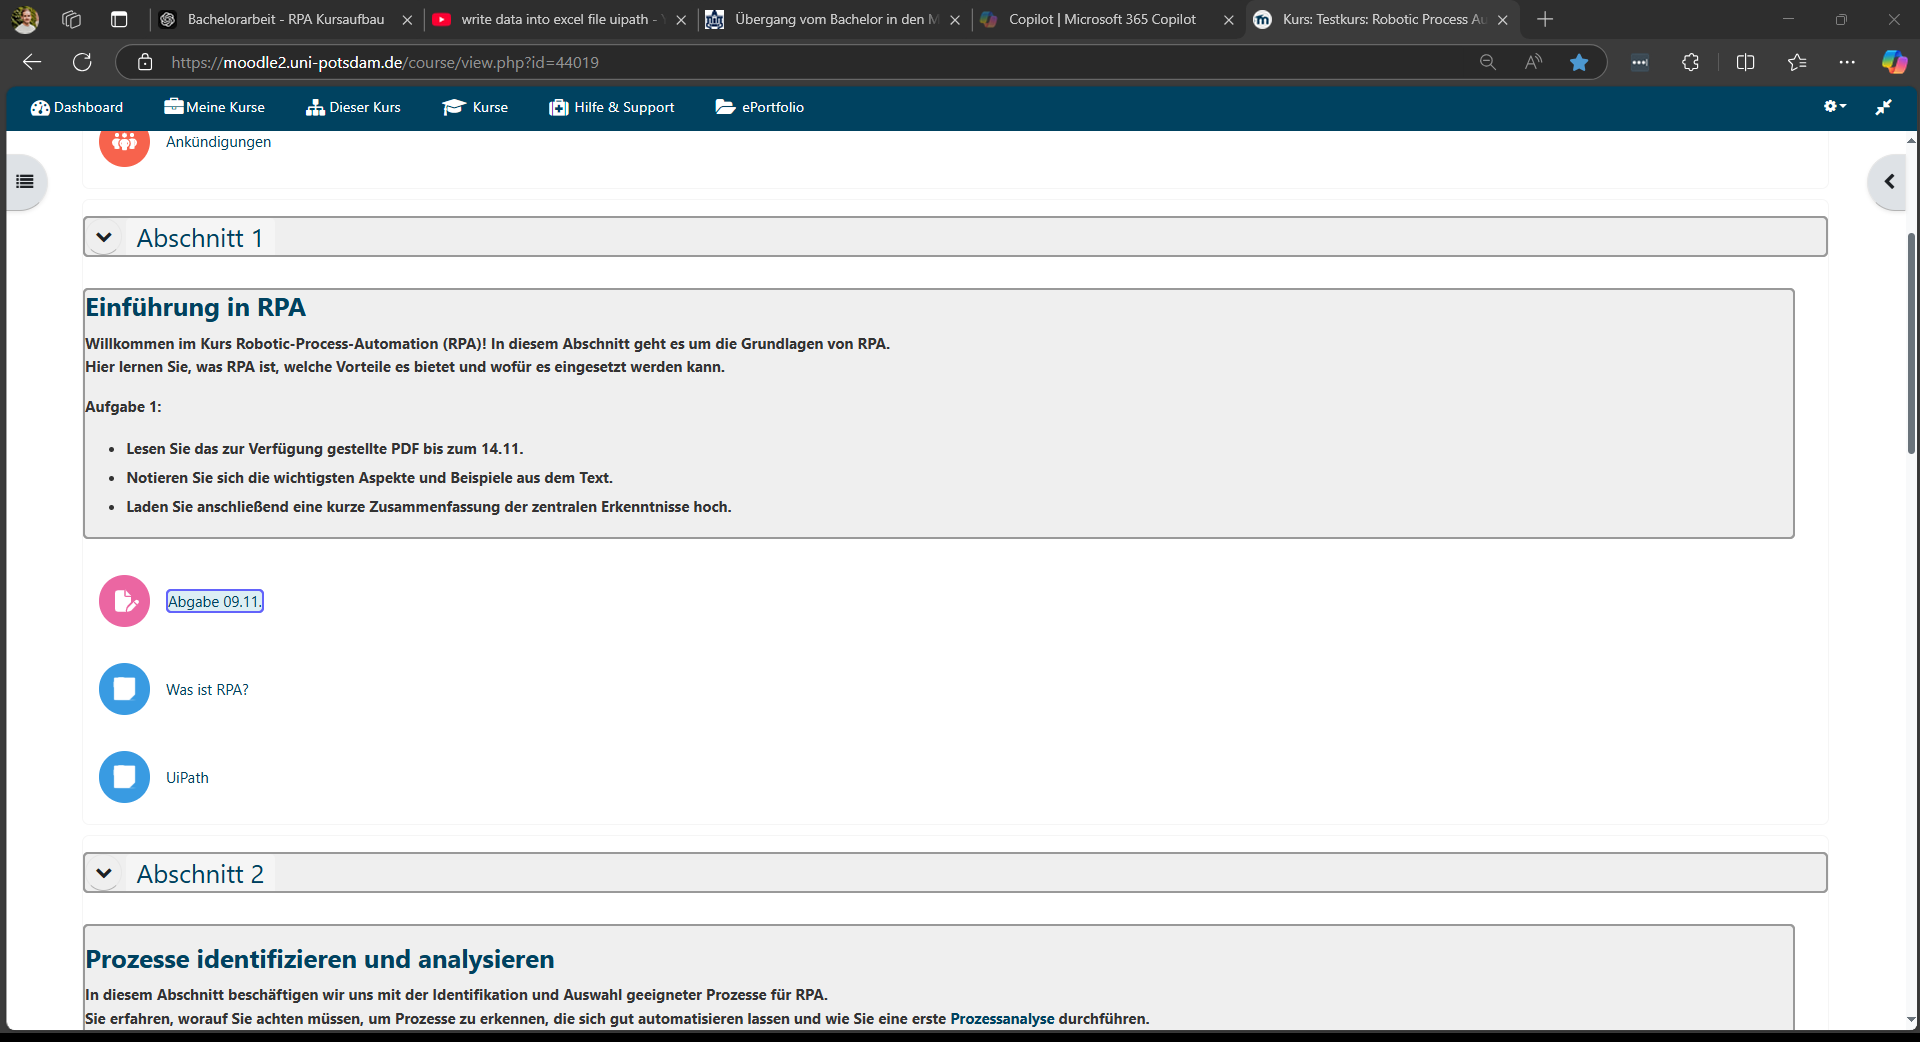 Bachelorarbeit - RPA Kursaufbau
write data into excel file uipath -
Übergang vom Bachelor in den M
Copilot | Microsoft 365 Copilot
Kurs: Testkurs: Robotic Process Au
https://moodle2.uni-potsdam.de/course/view.php?id=44019
Dashboard
Meine Kurse
Dieser Kurs
Kurse
Hilfe & Support
ePortfolio
Ankündigungen
Abschnitt 1
Einführung in RPA
Willkommen im Kurs Robotic-Process-Automation (RPA)! In diesem Abschnitt geht es um die Grundlagen von RPA.
Hier lernen Sie, was RPA ist, welche Vorteile es bietet und wofür es eingesetzt werden kann.
Aufgabe 1:
• Lesen Sie das zur Verfügung gestellte PDF bis zum 14.11.
• Notieren Sie sich die wichtigsten Aspekte und Beispiele aus dem Text.
• Laden Sie anschließend eine kurze Zusammenfassung der zentralen Erkenntnisse hoch.
Abgabe 09.11.
Was ist RPA?
UiPath
Abschnitt 2
Prozesse identifizieren und analysieren
In diesem Abschnitt beschäftigen wir uns mit der Identifikation und Auswahl geeigneter Prozesse für RPA.
Sie erfahren, worauf Sie achten müssen, um Prozesse zu erkennen, die sich gut automatisieren lassen und wie Sie eine erste Prozessanalyse durchführen.